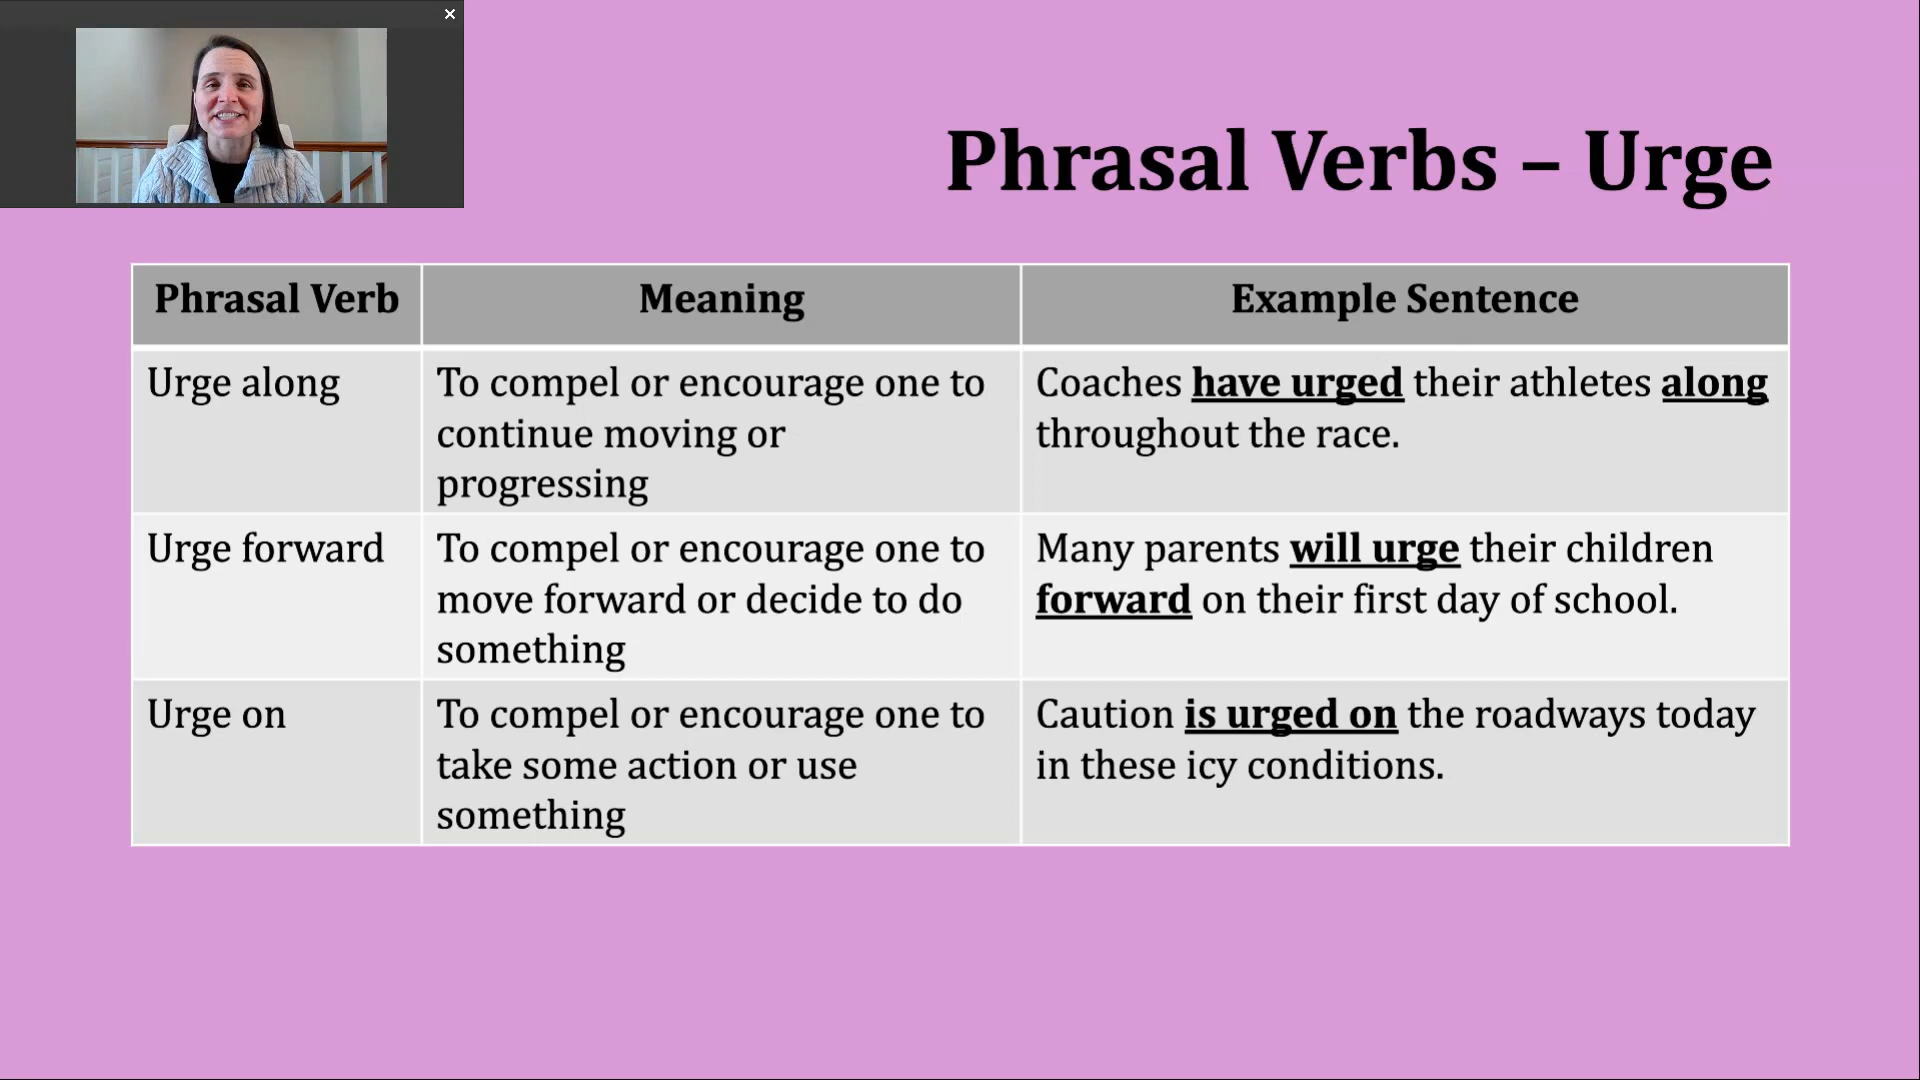 Phrasal Verbs – Urge
Phrasal Verb
Meaning
Example Sentence
Urge along
To compel or encourage one to
continue moving or
progressing
Coaches have urged their athletes along
throughout the race.
Urge forward
To compel or encourage one to
move forward or decide to do
something
Many parents will urge their children
forward on their first day of school.
Urge on
To compel or encourage one to
take some action or use
something
Caution is urged on the roadways today
in these icy conditions.